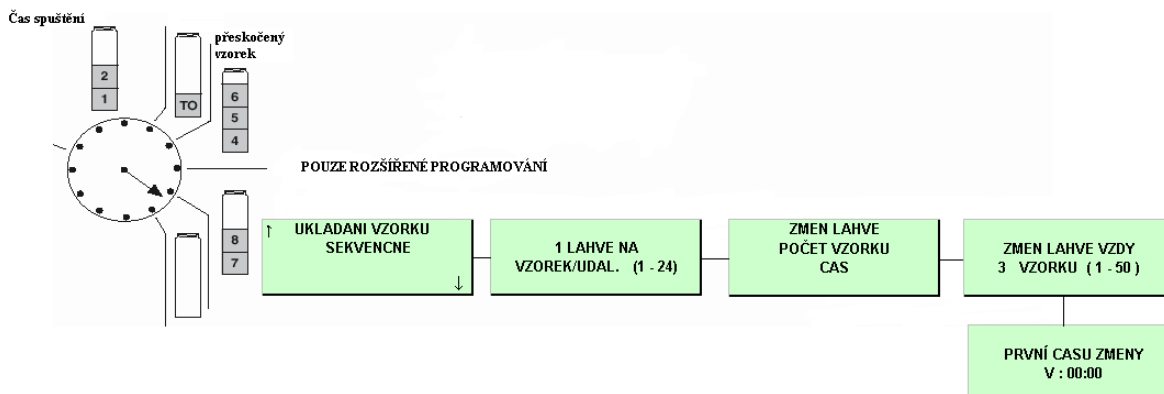 Čas spuštění
přeskočený
vzorek
2
1
TO
6
5
4
POUZE ROZŠÍŘENÉ PROGRAMOVÁNÍ
8
7
↑ UKLADANI VZORKU
SEKVENCNE
↓
1 LAHVE NA
VZOREK/UDAL. (1 - 24)
ZMEN LAHVE
POČET VZORKU
CAS
ZMEN LAHVE VZDY
3 VZORKU ( 1 - 50 )
PRVNÍ CASU ZMENY
V : 00:00